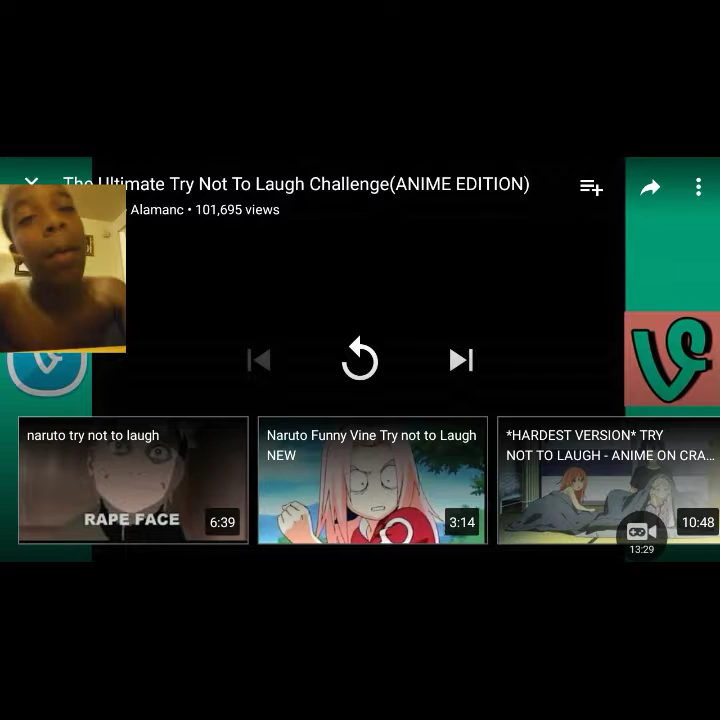 The Ultimate Try Not To Laugh Challenge(ANIME EDITION)
Alamanc • 101,695 views
naruto try not to laugh
RAPE FACE
6:39
Naruto Funny Vine Try not to Laugh
NEW
3:14
*HARDEST VERSION* TRY
NOT TO LAUGH - ANIME ON CRA...
10:48
13:29